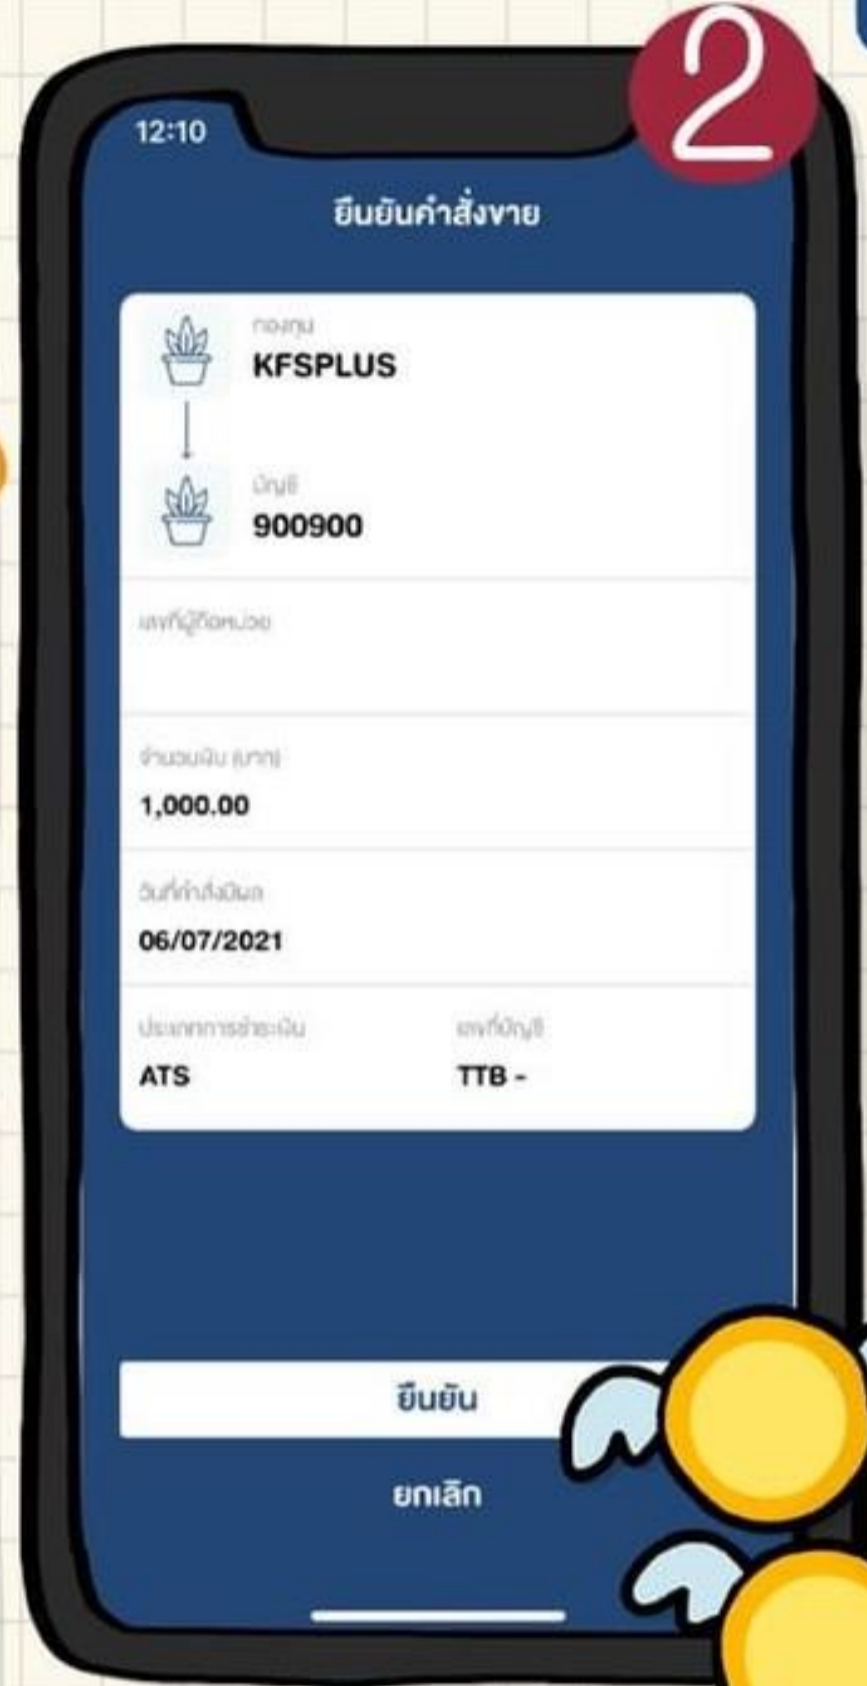 2
12:10
ยืนยันคำสั่งขาย
กองทุน
KFSPLUS
บัญชี
900900
เลขที่ผู้ถือหน่วย
จำนวนเงิน (บาท)
1,000.00
วันที่คำสั่งมีผล
06/07/2021
ประเภทการชำระเงิน เลขที่บัญชี
ATS TTB -
ยืนยัน
ยกเลิก